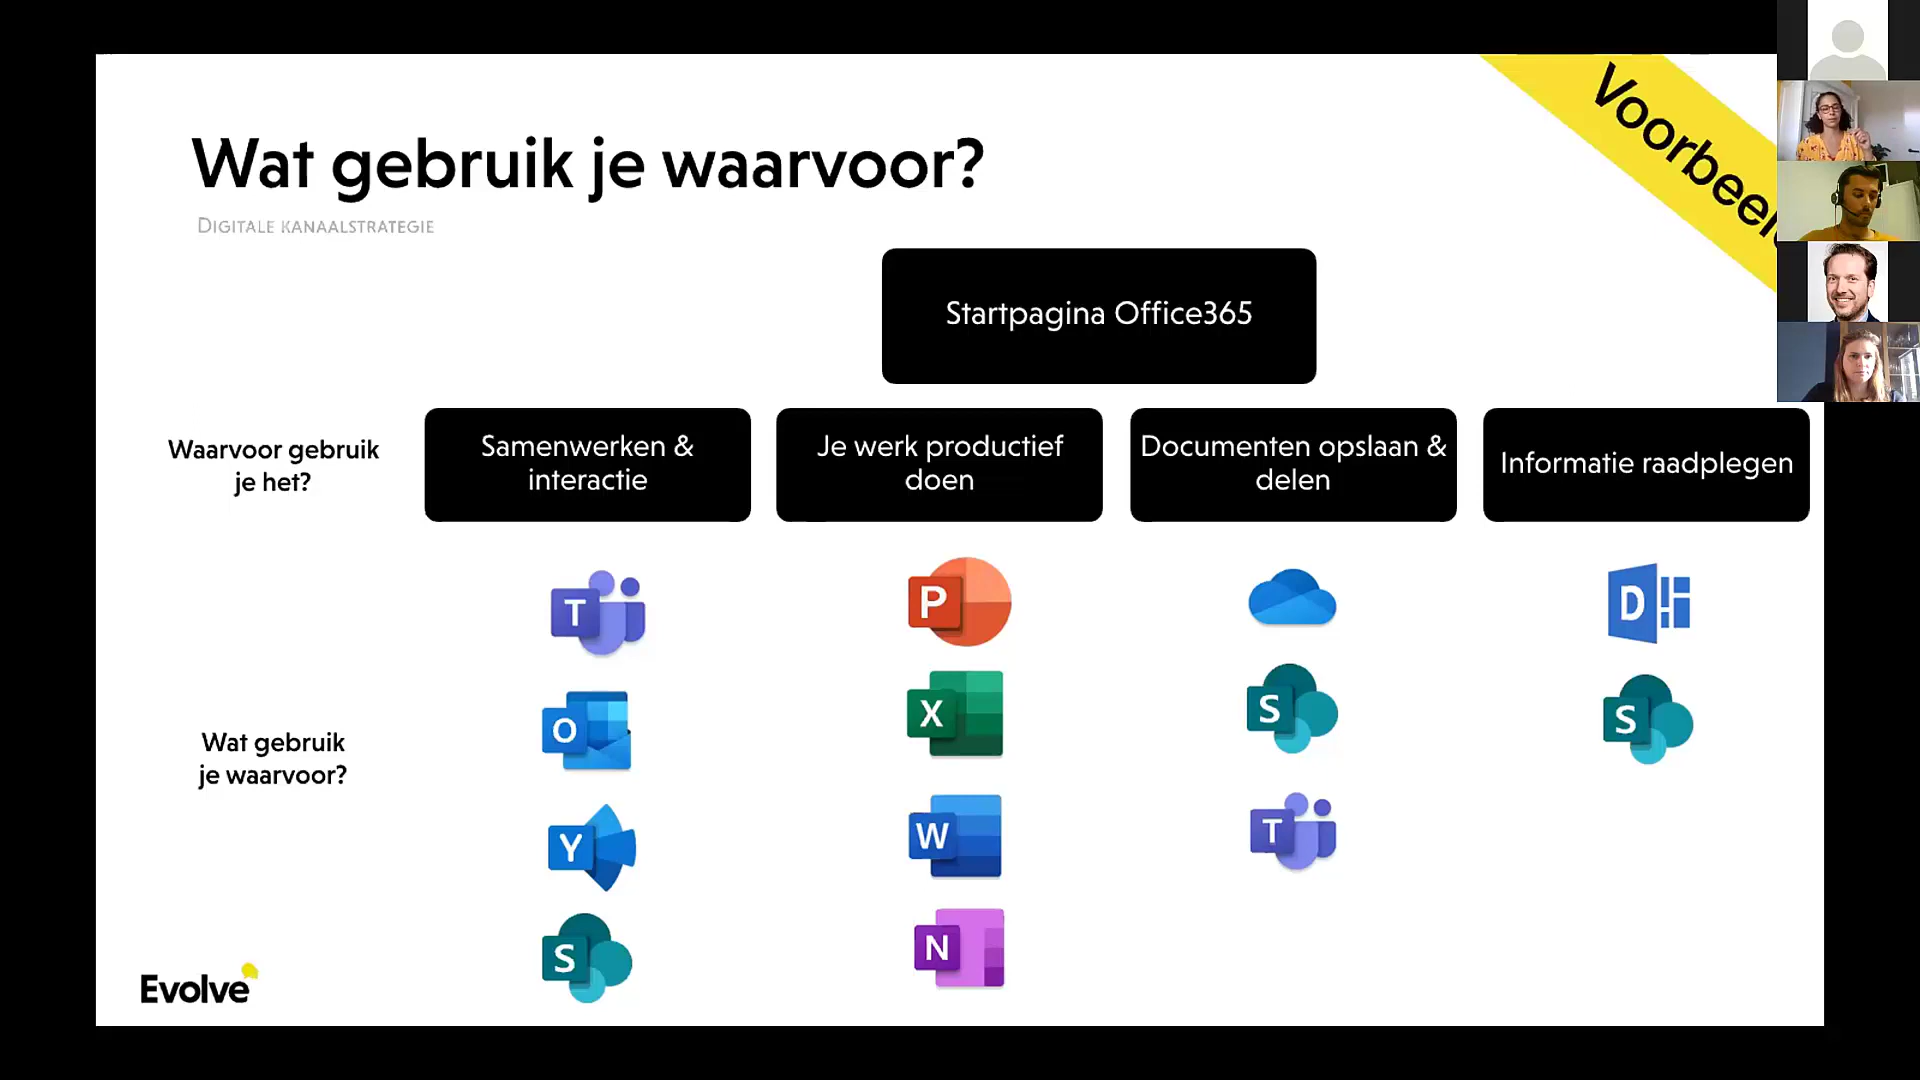 Wat gebruik je waarvoor?
DIGITALE KANAALSTRATEGIE
Voorbeel
Startpagina Office365
Waarvoor gebruik
je het?
Samenwerken &
interactie
Je werk productief
doen
Documenten opslaan &
delen
Informatie raadplegen
Wat gebruik
je waarvoor?
T
P
D
O
X
S
S
Y
W
T
S
N
Evolve